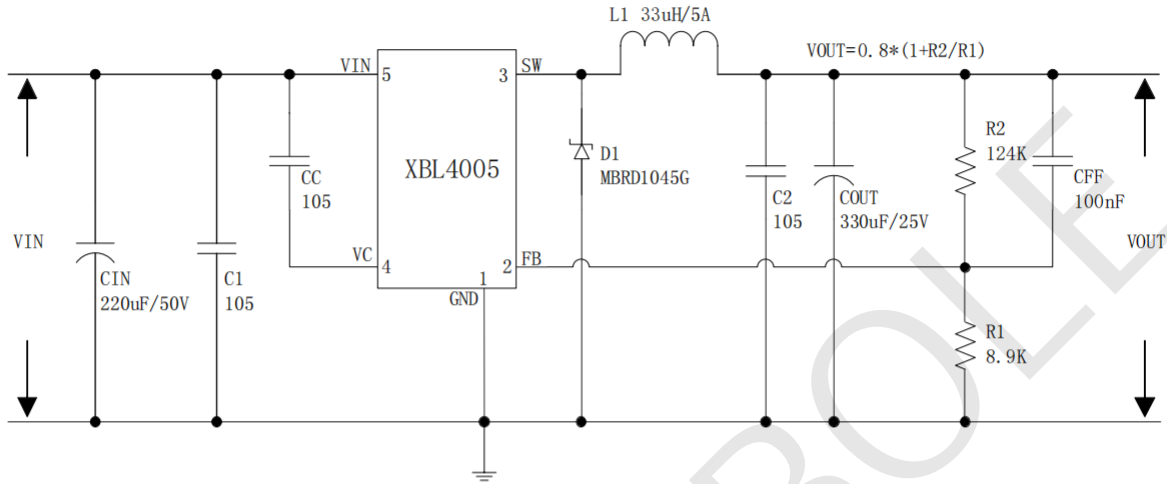 L1 33uH/5A
VOUT=0.8*(1+R2/R1)
VIN
5
3
SW
XBL4005
CC
105
D1
MBRD1045G
R2
124K
CFF
100nF
C2
105
COUT
330uF/25V
VIN
VC
4
2
FB
VOUT
1
GND
CIN
220uF/50V
C1
105
R1
8.9K
BOLE